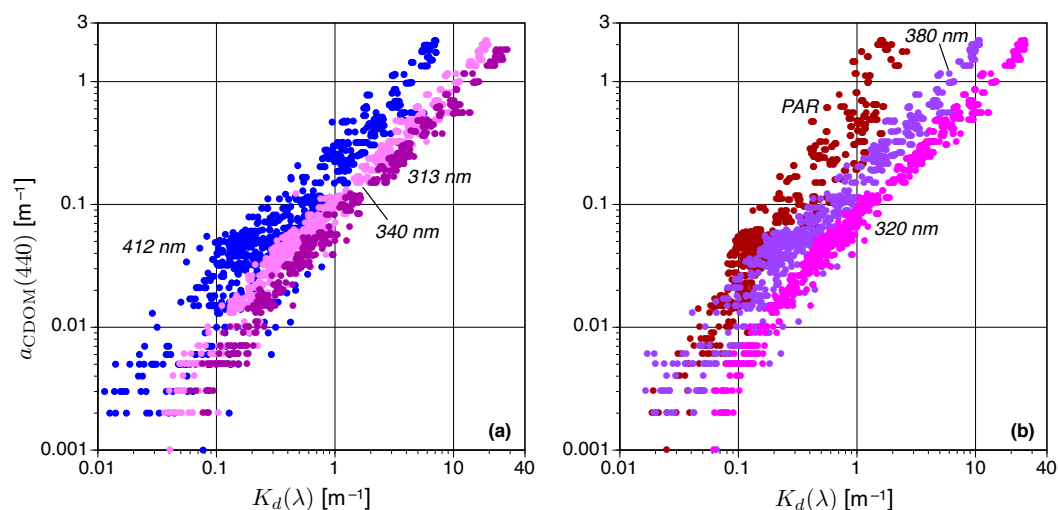 3
1
0.1
0.01
0.001
a_CDOM(440) [m⁻¹]
412 nm
313 nm
340 nm
(a)
0.01
0.1
1
10
40
K_d(λ) [m⁻¹]
3
1
0.1
0.01
0.001
PAR
380 nm
320 nm
(b)
0.01
0.1
1
10
40
K_d(λ) [m⁻¹]